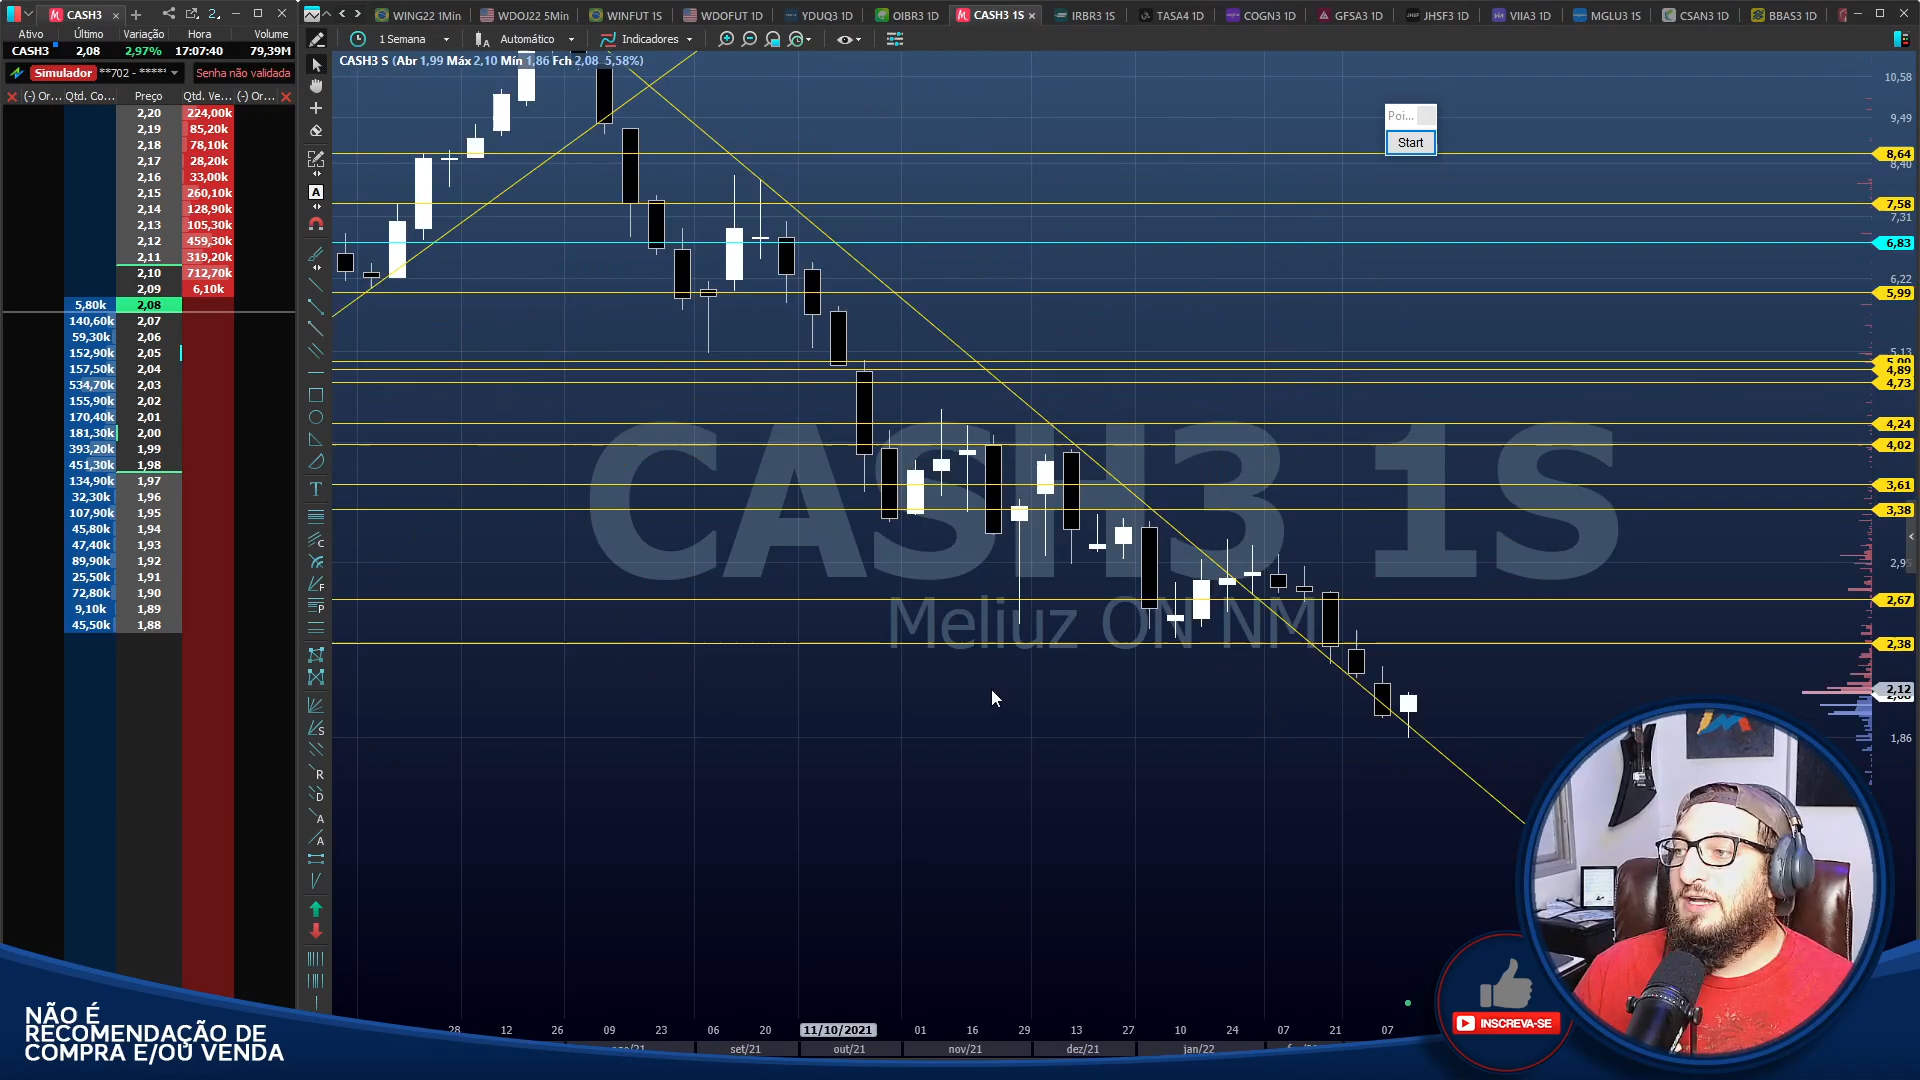 CASH3
Ativo Último Variação Hora Volume
CASH3 2,08 2,97% 17:07:40 79,39M
Simulador **702 - ***** Senha não validada
(-) Or... Qtd. Co... Preço Qtd. Ve... (-) Or...
2,20 224,00k
2,19 85,20k
2,18 78,10k
2,17 28,20k
2,16 33,00k
2,15 260,10k
2,14 128,90k
2,13 105,30k
2,12 459,30k
2,11 319,20k
2,10 712,70k
2,09 6,10k
5,80k 2,08
140,60k 2,07
59,30k 2,06
152,90k 2,05
157,50k 2,04
534,70k 2,03
155,90k 2,02
170,40k 2,01
181,30k 2,00
393,20k 1,99
451,30k 1,98
134,90k 1,97
32,30k 1,96
107,90k 1,95
45,80k 1,94
47,40k 1,93
89,90k 1,92
25,50k 1,91
72,80k 1,90
9,10k 1,89
45,50k 1,88
WING22 1Min WDOJ22 5Min WINFUT 1S WDOFUT 1D YDUQ3 1D OIBR3 1D CASH3 1S IRBR3 1S TASA4 1D COGN3 1D GFSA3 1D JHSF3 1D VIIA3 1D MGLU3 1S CSAN3 1D BBAS3 1D
1 Semana Automático Indicadores
CASH3 S (Abr 1,99 Máx 2,10 Mín 1,86 Fch 2,08 5,58%)
Poi...
Start
10,58
9,49
8,64
8,40
7,58
7,31
6,83
6,22
5,99
5,13
5,00
4,89
4,73
4,24
4,02
3,61
3,38
2,67
2,38
2,12
1,86
CASH3 1S
Meliuz ON NM
28 12 26 09 23 06 20 11/10/2021 01 16 29 13 27 10 24 07 21 07
set/21 out/21 nov/21 dez/21 jan/22
NÃO É
RECOMENDAÇÃO DE
COMPRA E/OU VENDA
INSCREVA-SE